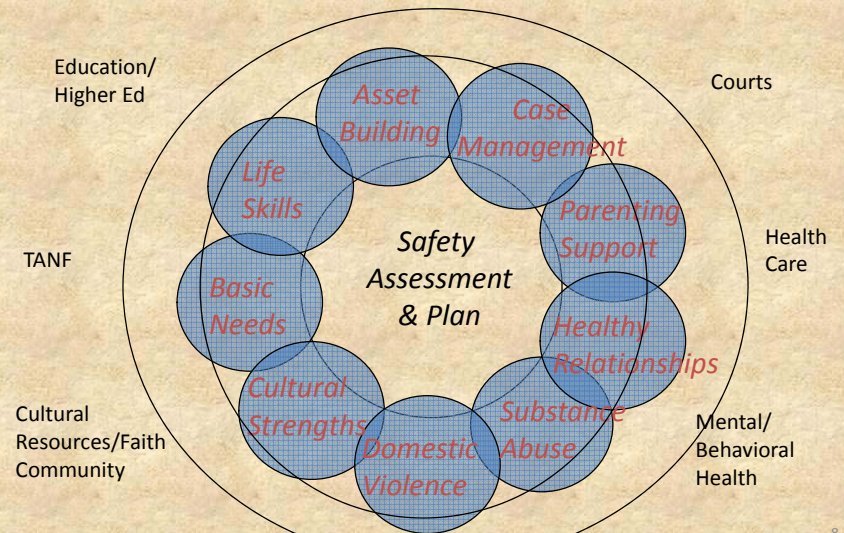 Education/
Higher Ed
Courts
Asset
Building
Case
Management
Life
Skills
Parenting
Support
TANF
Safety
Assessment
& Plan
Health
Care
Basic
Needs
Healthy
Relationships
Cultural
Strengths
Substance
Abuse
Domestic
Violence
Cultural
Resources/Faith
Community
Mental/
Behavioral
Health
8